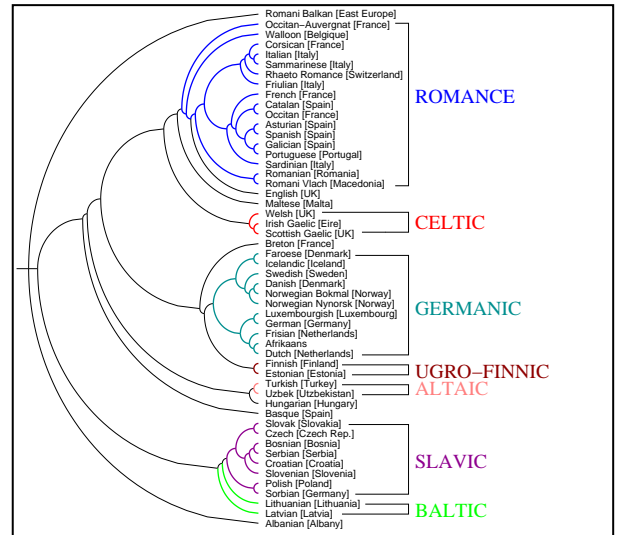 Romani Balkan [East Europe]
Occitan−Auvergnat [France]
Walloon [Belgique]
Corsican [France]
Italian [Italy]
Sammarinese [Italy]
Rhaeto Romance [Switzerland]
Friulian [Italy]
French [France]
Catalan [Spain]
Occitan [France]
Asturian [Spain]
Spanish [Spain]
Galician [Spain]
Portuguese [Portugal]
Sardinian [Italy]
Romanian [Romania]
Romani Vlach [Macedonia]
English [UK]
Maltese [Malta]
Welsh [UK]
Irish Gaelic [Eire]
Scottish Gaelic [UK]
Breton [France]
Faroese [Denmark]
Icelandic [Iceland]
Swedish [Sweden]
Danish [Denmark]
Norwegian Bokmal [Norway]
Norwegian Nynorsk [Norway]
Luxembourgish [Luxembourg]
German [Germany]
Frisian [Netherlands]
Afrikaans
Dutch [Netherlands]
Finnish [Finland]
Estonian [Estonia]
Turkish [Turkey]
Uzbek [Utzbekistan]
Hungarian [Hungary]
Basque [Spain]
Slovak [Slovakia]
Czech [Czech Rep.]
Bosnian [Bosnia]
Serbian [Serbia]
Croatian [Croatia]
Slovenian [Slovenia]
Polish [Poland]
Sorbian [Germany]
Lithuanian [Lithuania]
Latvian [Latvia]
Albanian [Albany]
ROMANCE
CELTIC
GERMANIC
UGRO−FINNIC
ALTAIC
SLAVIC
BALTIC